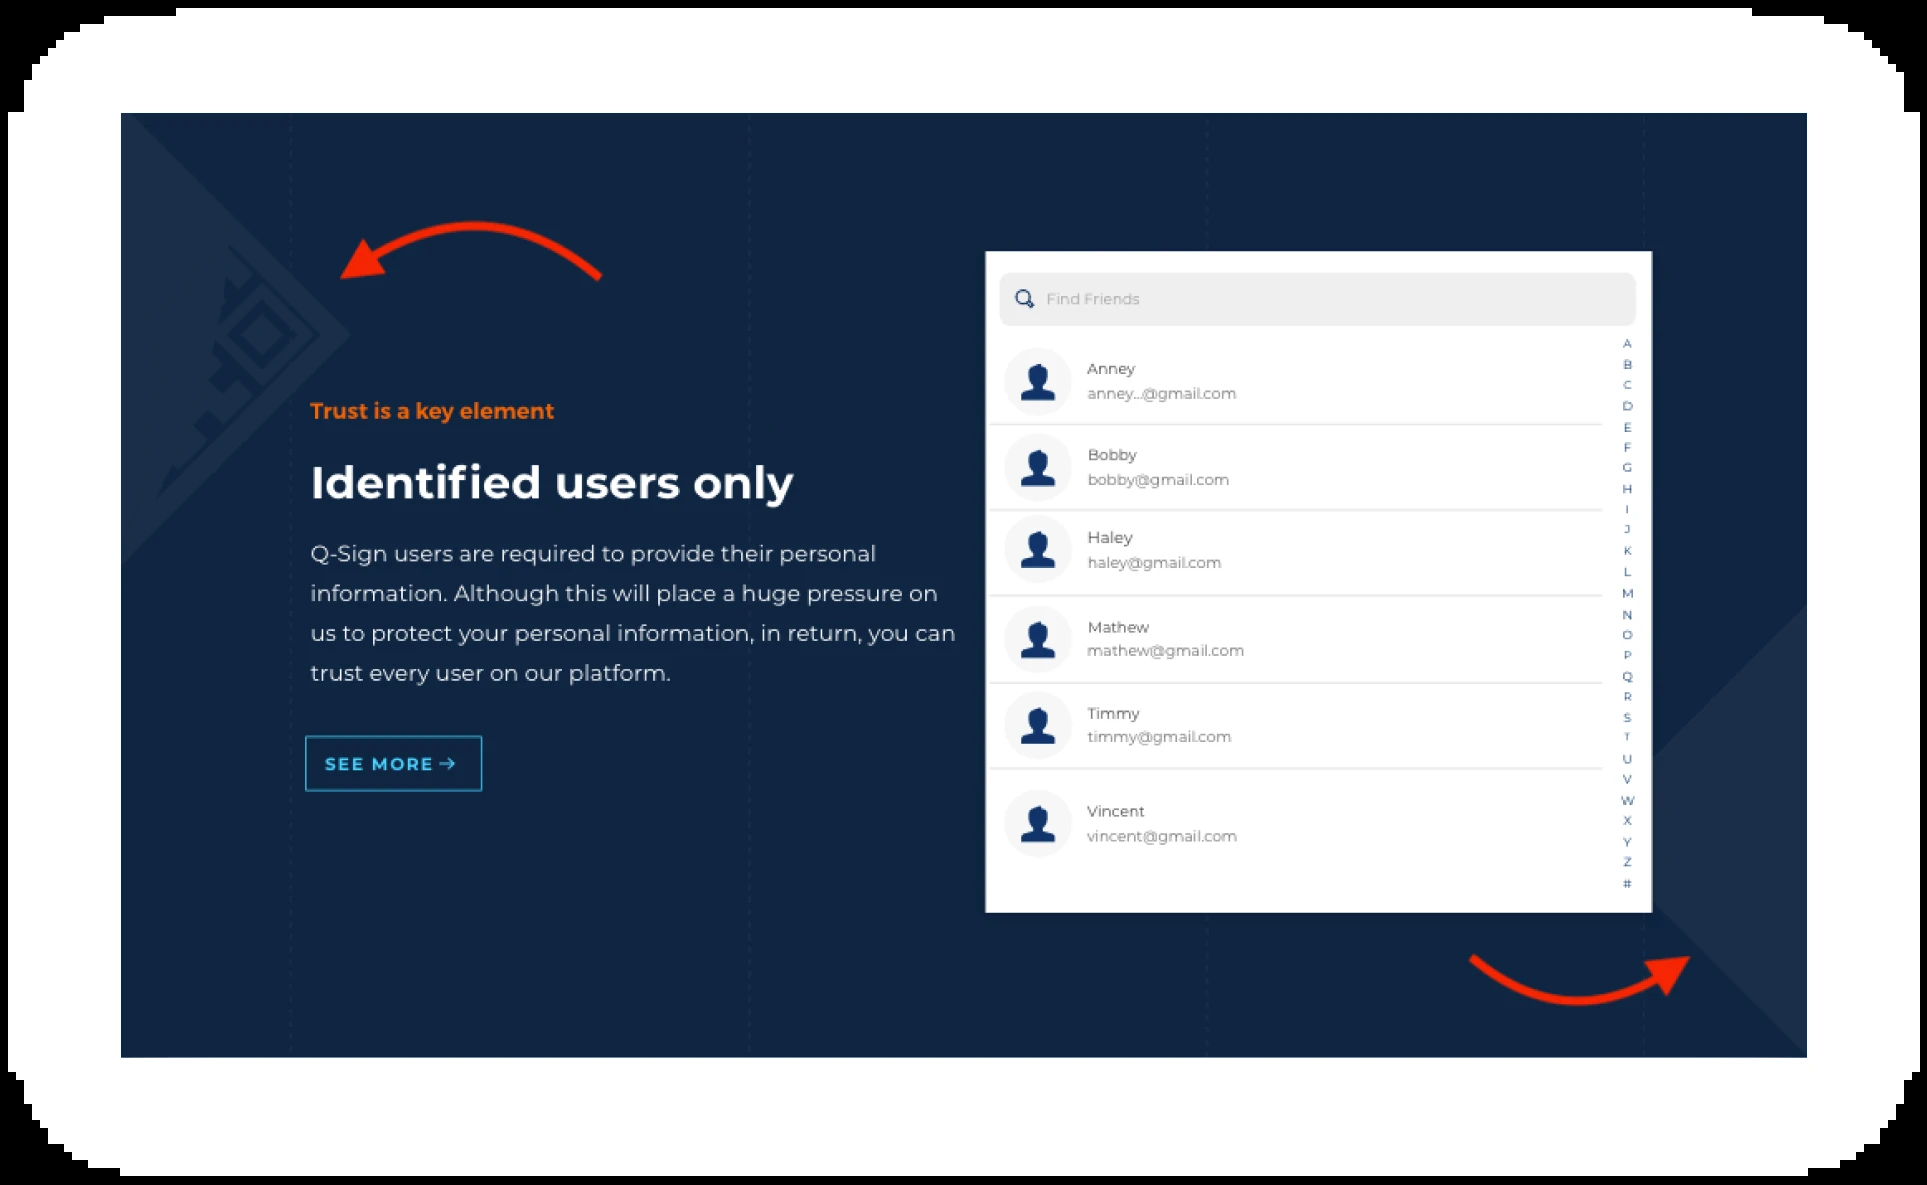 Trust is a key element
Identified users only
Q-Sign users are required to provide their personal
information. Although this will place a huge pressure on
us to protect your personal information, in return, you can
trust every user on our platform.
SEE MORE →
Find Friends
Anney
anney...@gmail.com
Bobby
bobby@gmail.com
Haley
haley@gmail.com
Mathew
mathew@gmail.com
Timmy
timmy@gmail.com
Vincent
vincent@gmail.com
A
B
C
D
E
F
G
H
I
J
K
L
M
N
O
P
Q
R
S
T
U
V
W
X
Y
Z
#